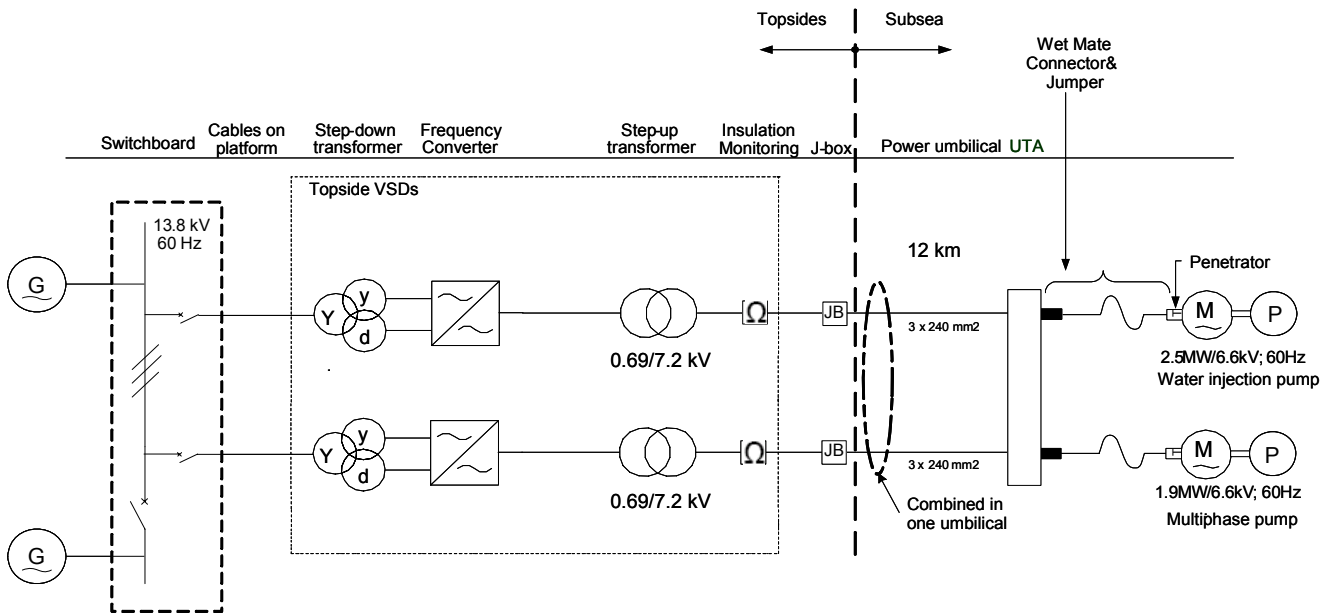 Topsides
Subsea
Wet Mate
Connector&
Jumper
Switchboard
Cables on
platform
Step-down
transformer
Frequency
Converter
Step-up
transformer
Insulation
Monitoring
J-box
Power umbilical
UTA
Topside VSDs
13.8 kV
60 Hz
12 km
Penetrator
G
Y
y
d
Ω
JB
3 x 240 mm2
M
P
0.69/7.2 kV
2.5MW/6.6kV; 60Hz
Water injection pump
Y
y
d
Ω
JB
3 x 240 mm2
M
P
0.69/7.2 kV
Combined in
one umbilical
1.9MW/6.6kV; 60Hz
Multiphase pump
G